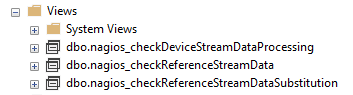 Views
System Views
dbo.nagios_checkDeviceStreamDataProcessing
dbo.nagios_checkReferenceStreamData
dbo.nagios_checkReferenceStreamDataSubstitution